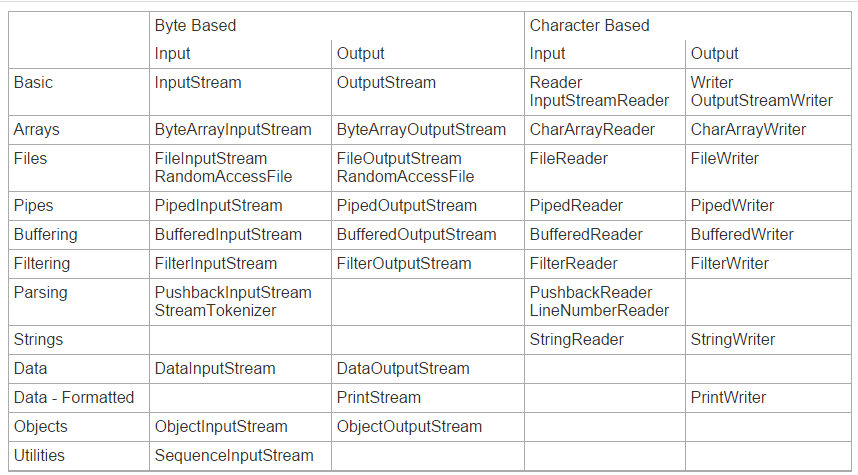 Byte Based Character Based
Input Output Input Output
Basic InputStream OutputStream Reader Writer
InputStreamReader OutputStreamWriter
Arrays ByteArrayInputStream ByteArrayOutputStream CharArrayReader CharArrayWriter
Files FileInputStream FileOutputStream FileReader FileWriter
RandomAccessFile RandomAccessFile
Pipes PipedInputStream PipedOutputStream PipedReader PipedWriter
Buffering BufferedInputStream BufferedOutputStream BufferedReader BufferedWriter
Filtering FilterInputStream FilterOutputStream FilterReader FilterWriter
Parsing PushbackInputStream PushbackReader
StreamTokenizer LineNumberReader
Strings StringReader StringWriter
Data DataInputStream DataOutputStream
Data - Formatted PrintStream PrintWriter
Objects ObjectInputStream ObjectOutputStream
Utilities SequenceInputStream